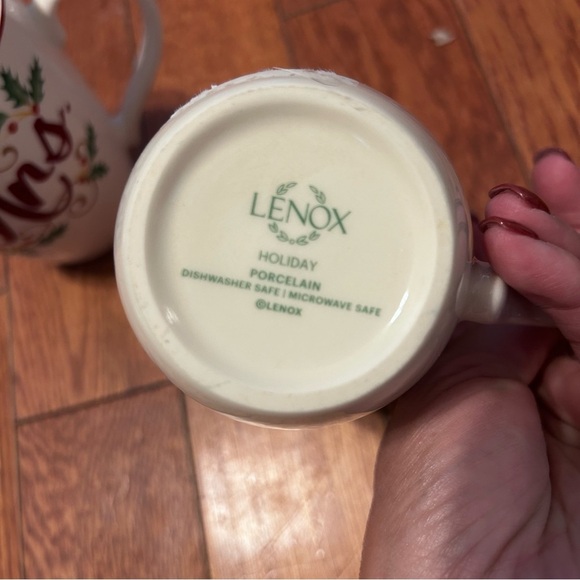 LENOX
HOLIDAY
PORCELAIN
DISHWASHER SAFE | MICROWAVE SAFE
©LENOX